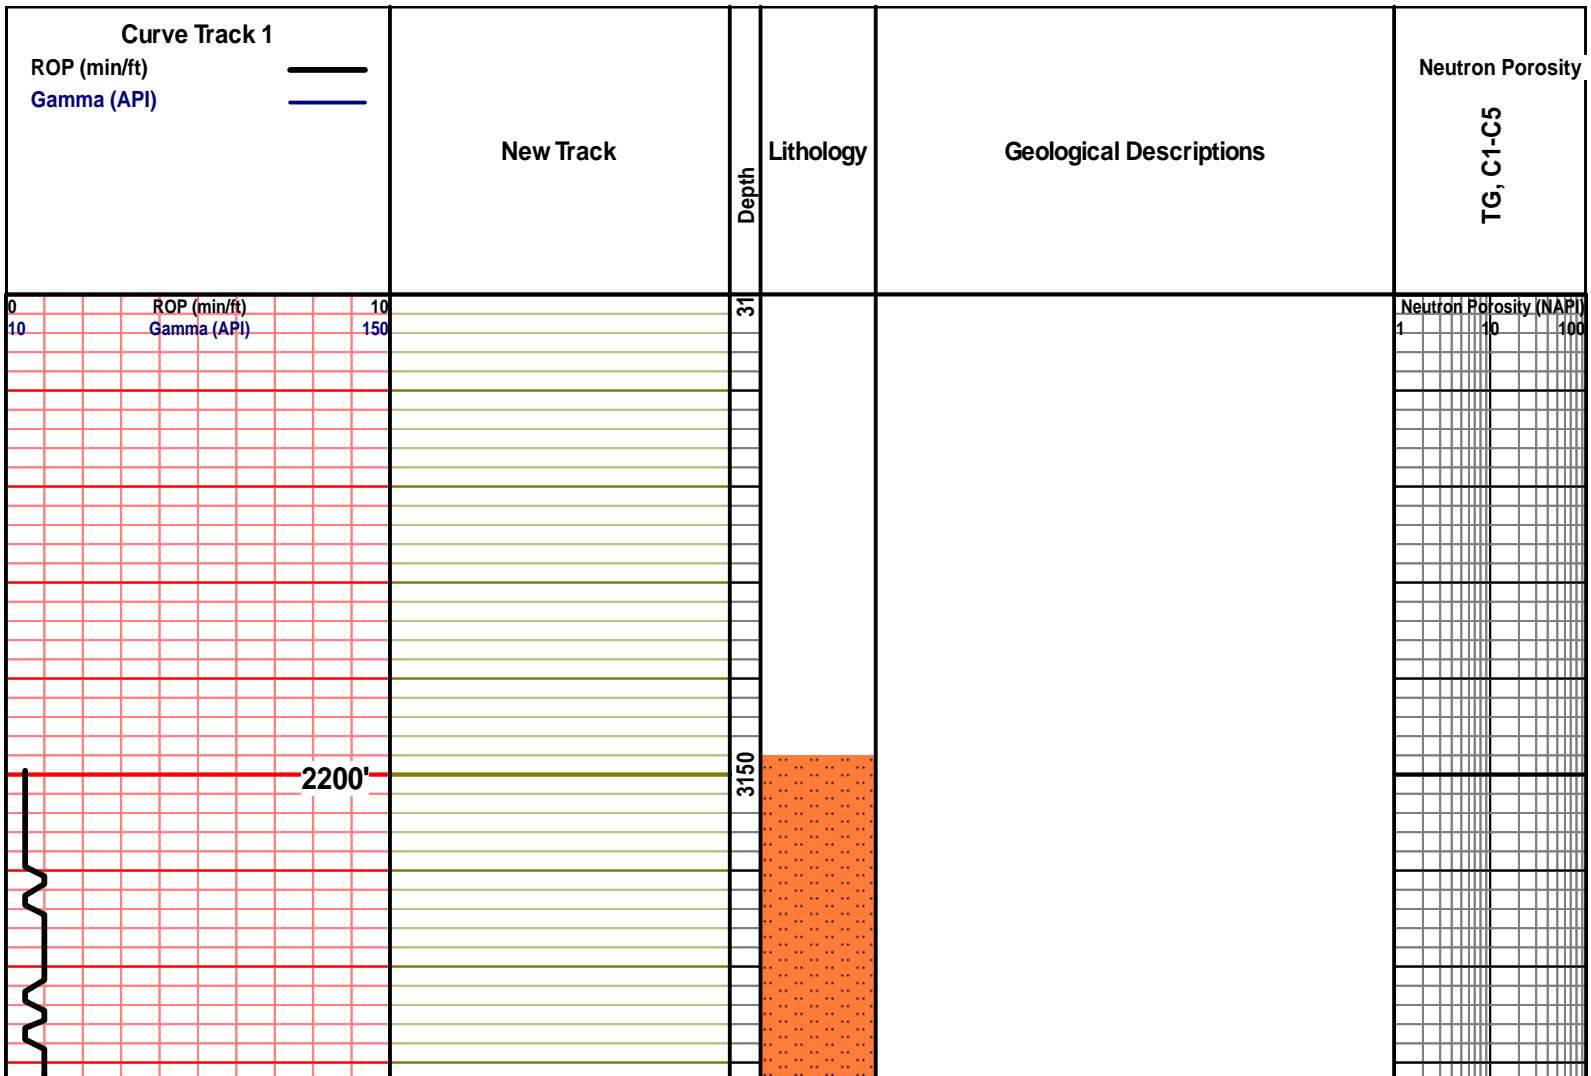 Curve Track 1
ROP (min/ft)
Gamma (API)
New Track
Depth
Lithology
Geological Descriptions
Neutron Porosity
TG, C1-C5
0 ROP (min/ft) 10
10 Gamma (API) 150
31
Neutron Porosity (NAPI)
1 10 100
2200'
3150